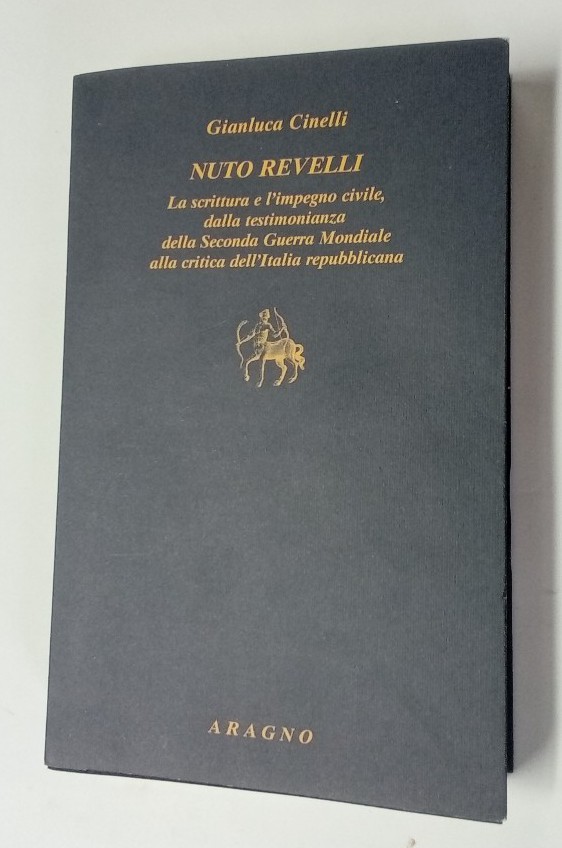 Gianluca Cinelli
NUTO REVELLI
La scrittura e l'impegno civile,
dalla testimonianza
della Seconda Guerra Mondiale
alla critica dell'Italia repubblicana
ARAGNO